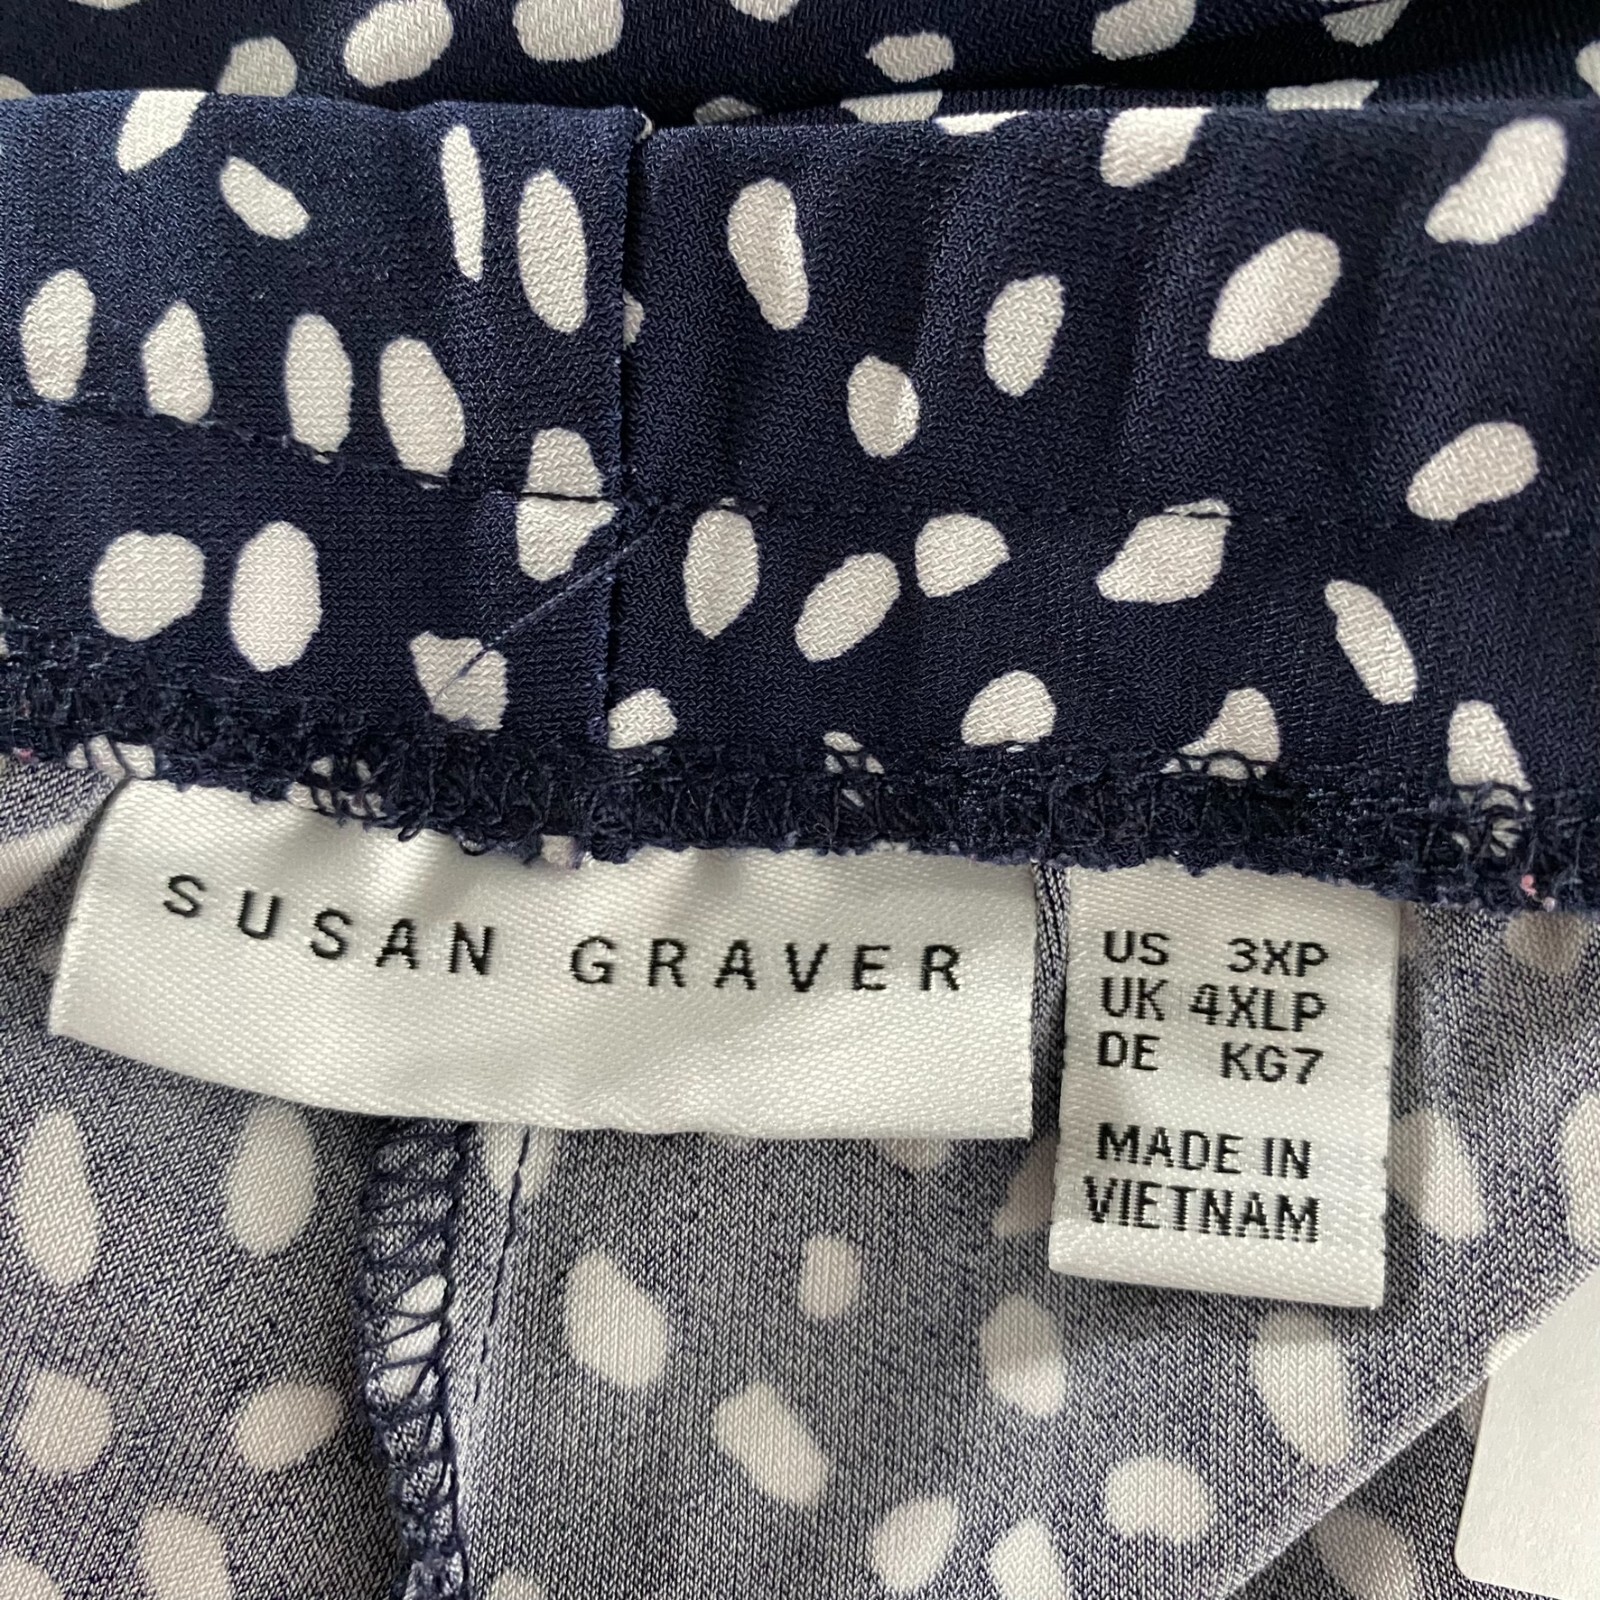 SUSAN GRAVER
US 3XP
UK 4XLP
DE KG7
MADE IN
VIETNAM